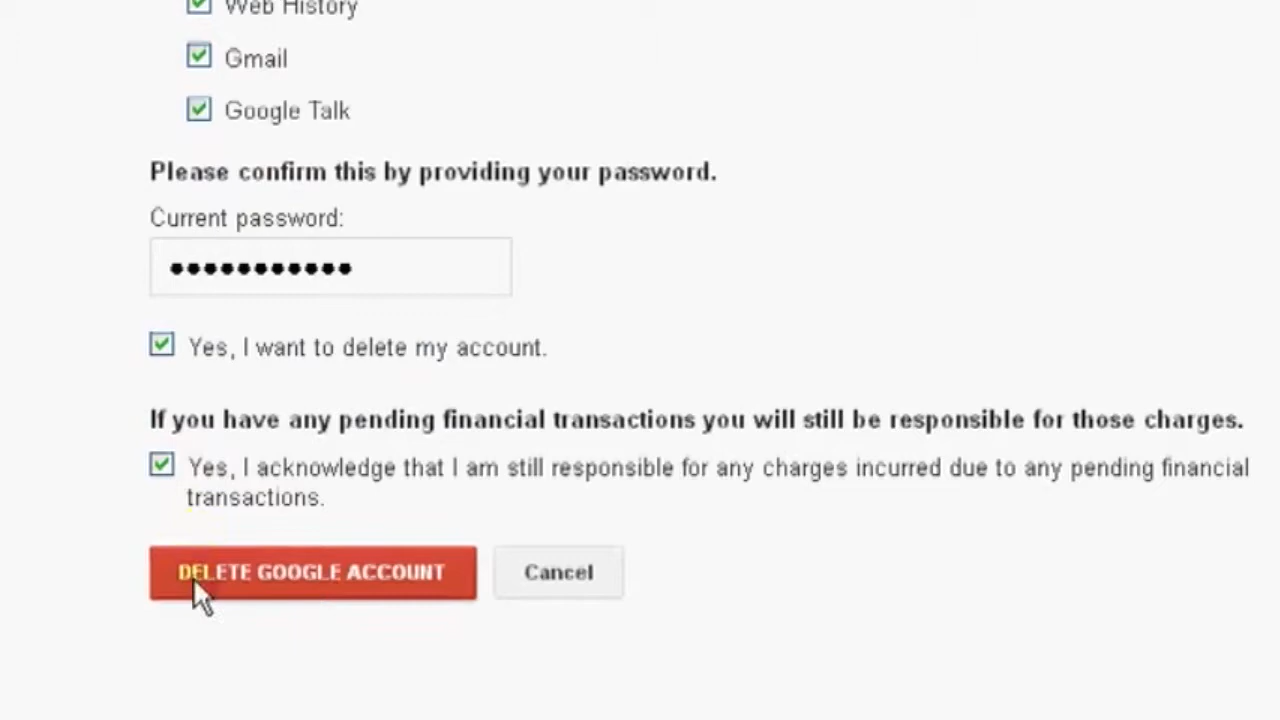 Web History
Gmail
Google Talk
Please confirm this by providing your password.
Current password:
Yes, I want to delete my account.
If you have any pending financial transactions you will still be responsible for those charges.
Yes, I acknowledge that I am still responsible for any charges incurred due to any pending financial
transactions.
DELETE GOOGLE ACCOUNT Cancel